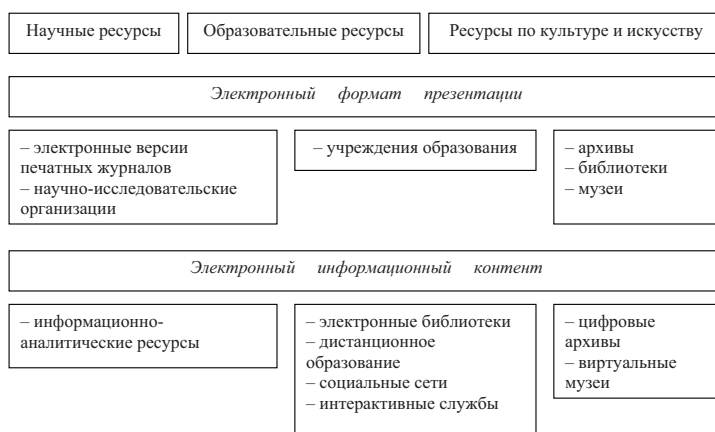 Научные ресурсы
Образовательные ресурсы
Ресурсы по культуре и искусству
Электронный формат презентации
– электронные версии
печатных журналов
– научно-исследовательские
организации
– учреждения образования
– архивы
– библиотеки
– музеи
Электронный информационный контент
– информационно-
аналитические ресурсы
– электронные библиотеки
– дистанционное
образование
– социальные сети
– интерактивные службы
– цифровые
архивы
– виртуальные
музеи